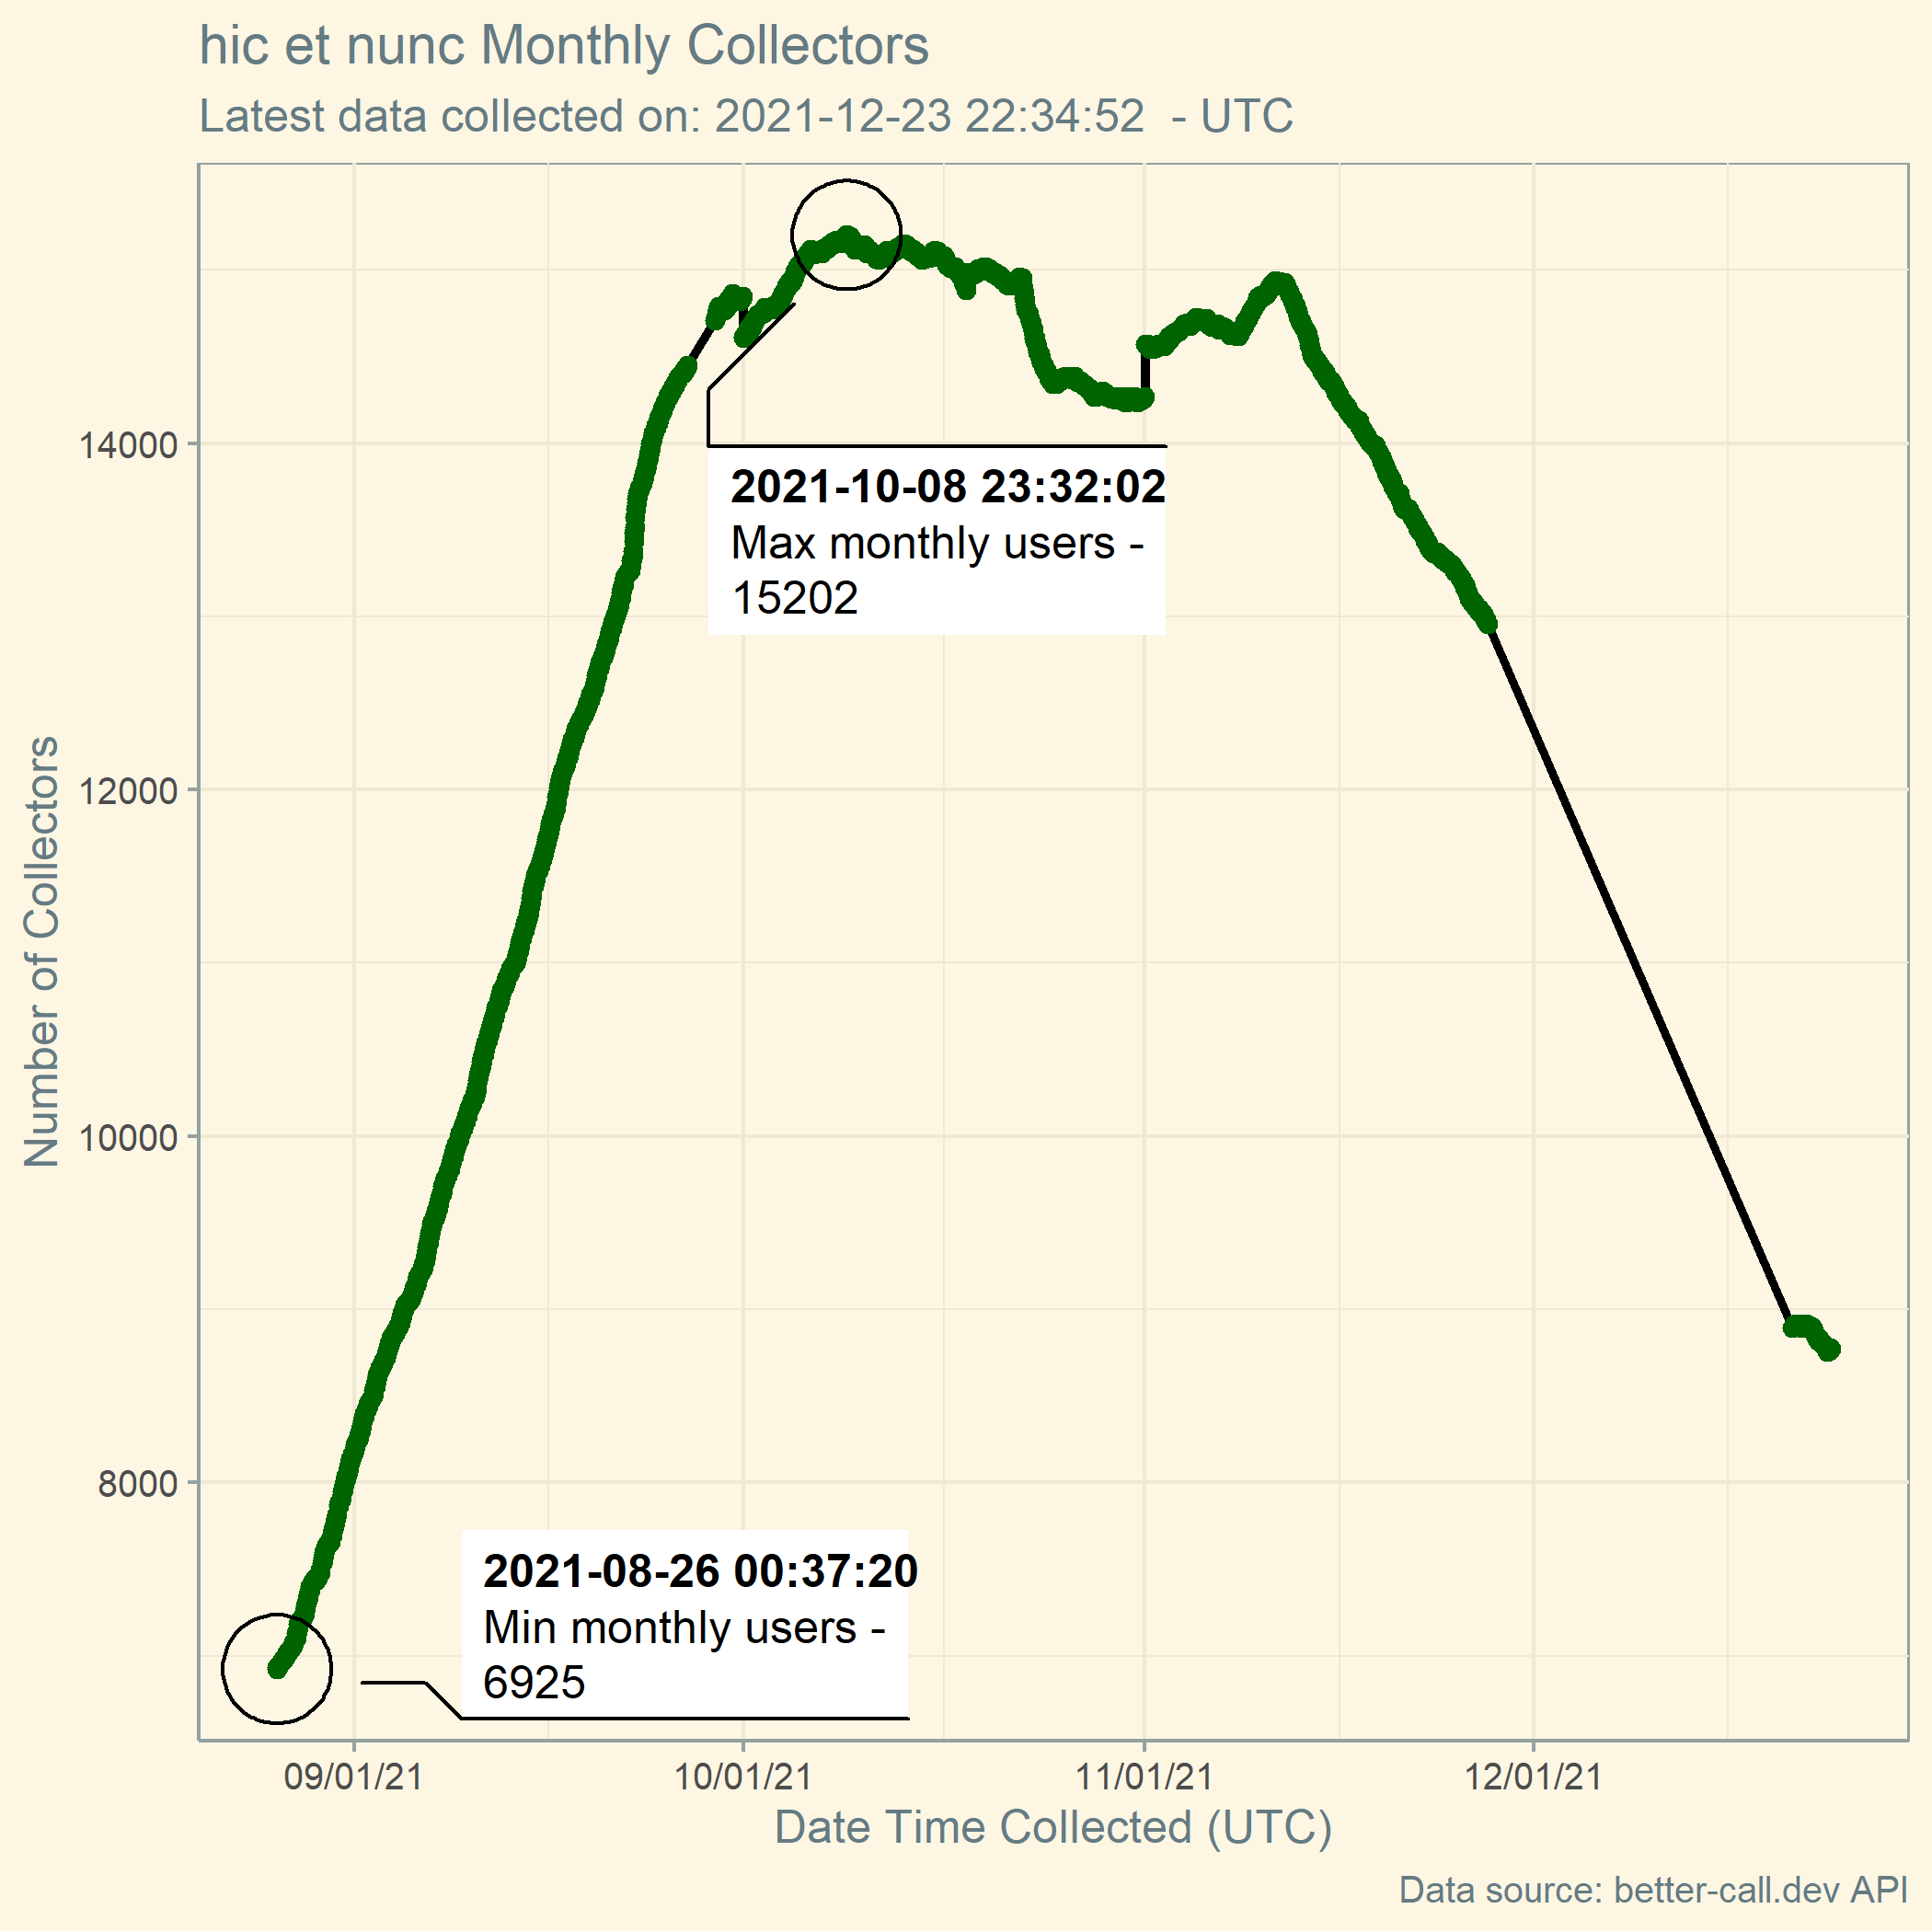 hic et nunc Monthly Collectors
Latest data collected on: 2021-12-23 22:34:52  - UTC
Number of Collectors
14000
12000
10000
8000
2021-10-08 23:32:02
Max monthly users -
15202
2021-08-26 00:37:20
Min monthly users -
6925
09/01/21
10/01/21
11/01/21
12/01/21
Date Time Collected (UTC)
Data source: better-call.dev API